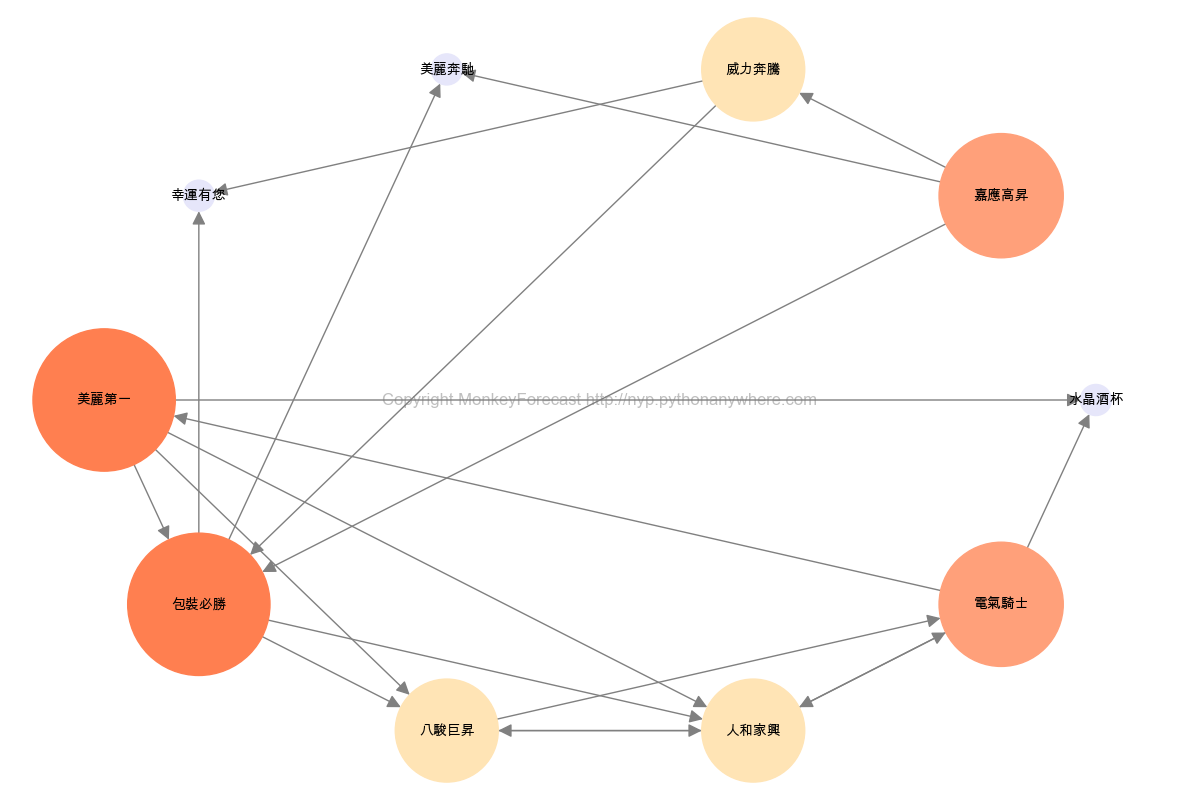 威力奔騰
美麗奔馳
幸運有您
嘉應高昇
美麗第一
Copyright MonkeyForecast http://nyp.pythonanywhere.com
水晶酒杯
包裝必勝
電氣騎士
八駿巨昇
人和家興